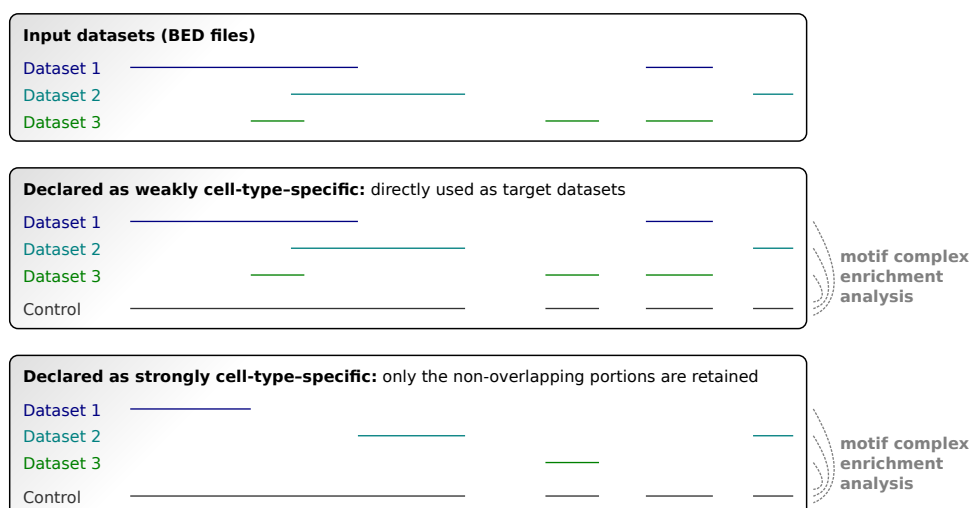 Input datasets (BED files)
Dataset 1
Dataset 2
Dataset 3
Declared as weakly cell-type–specific: directly used as target datasets
Dataset 1
Dataset 2
Dataset 3
Control
motif complex
enrichment
analysis
Declared as strongly cell-type–specific: only the non-overlapping portions are retained
Dataset 1
Dataset 2
Dataset 3
Control
motif complex
enrichment
analysis